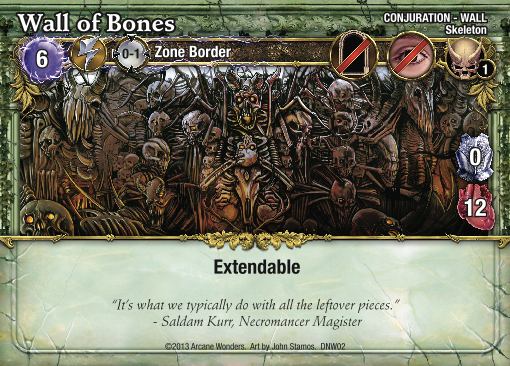 Wall of Bones
CONJURATION - WALL
Skeleton
6
0-1
Zone Border
1
0
12
Extendable
“It’s what we typically do with all the leftover pieces.”
- Saldam Kurr, Necromancer Magister
©2013 Arcane Wonders. Art by John Stamos. DNW02